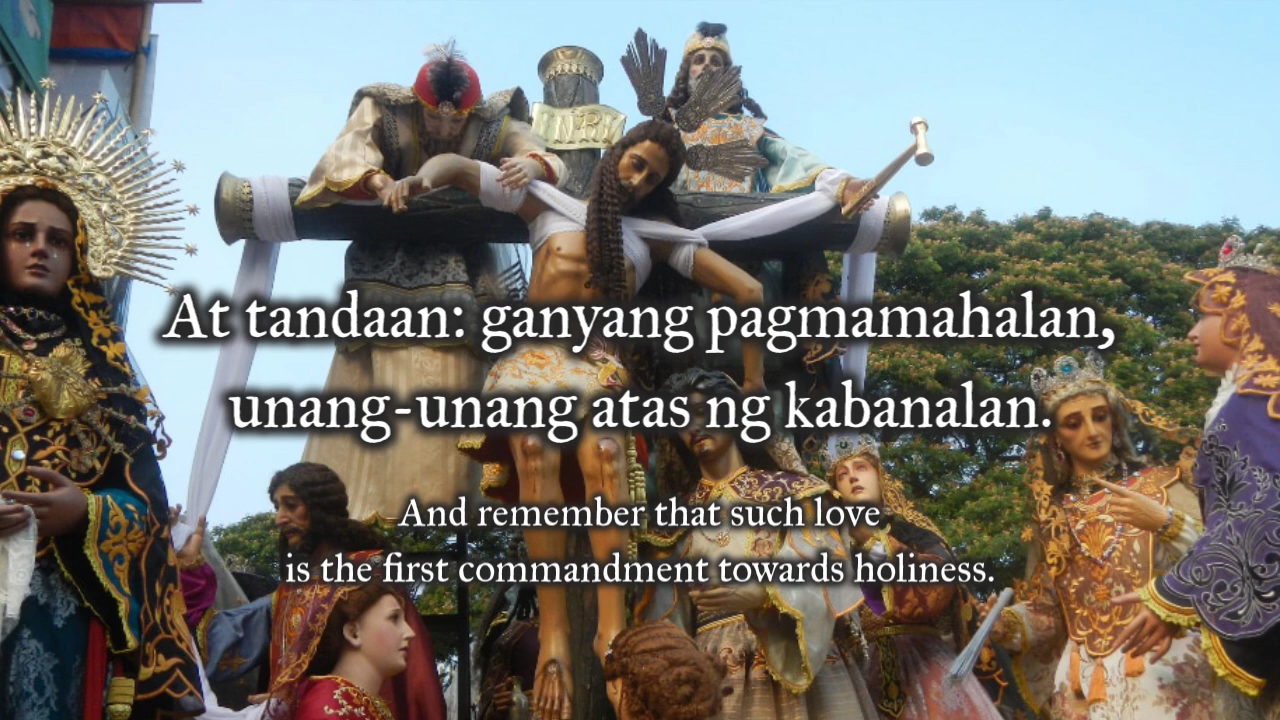 INRI
At tandaan: ganyang pagmamahalan,
unang-unang atas ng kabanalan.
And remember that such love
is the first commandment towards holiness.